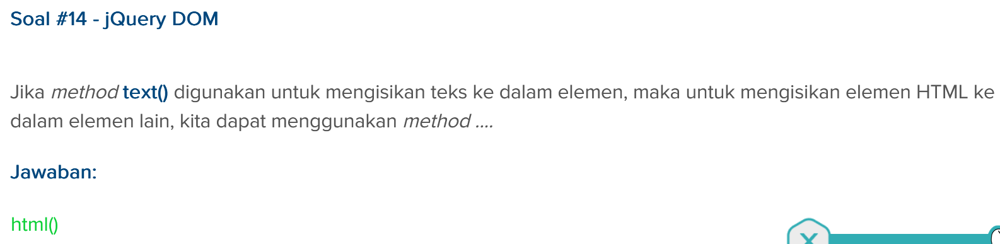 Soal #14 - jQuery DOM
Jika method text() digunakan untuk mengisikan teks ke dalam elemen, maka untuk mengisikan elemen HTML ke
dalam elemen lain, kita dapat menggunakan method ....
Jawaban:
html()